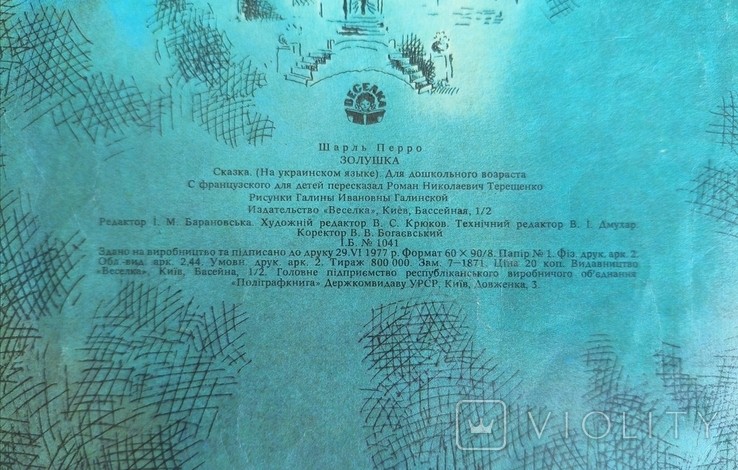 ВЕСЕЛКА
Шарль Перро
ЗОЛУШКА
Сказка. (На украинском языке). Для дошкольного возраста
С французского для детей пересказал Роман Николаевич Терещенко
Рисунки Галины Ивановны Галинской
Издательство «Веселка», Киев, Бассейная, 1/2
Редактор І. М. Барановська. Художній редактор В. С. Крюков. Технічний редактор В. І. Дмухар.
Коректор В. В. Богаєвський
І.Б. № 1041
Здано на виробництво та підписано до друку 29.VI 1977 р. Формат 60 × 90/8. Папір № 1. Фіз. друк. арк. 2.
Обл.-вид. арк. 2,44. Умовн. друк. арк. 2. Тираж 800 000. Зам. 7—1871. Ціна 20 коп. Видавництво
«Веселка», Київ, Басейна, 1/2. Головне підприємство республіканського виробничого об'єднання
«Поліграфкнига» Держкомвидаву УРСР, Київ, Довженка, 3.
VIOLITY